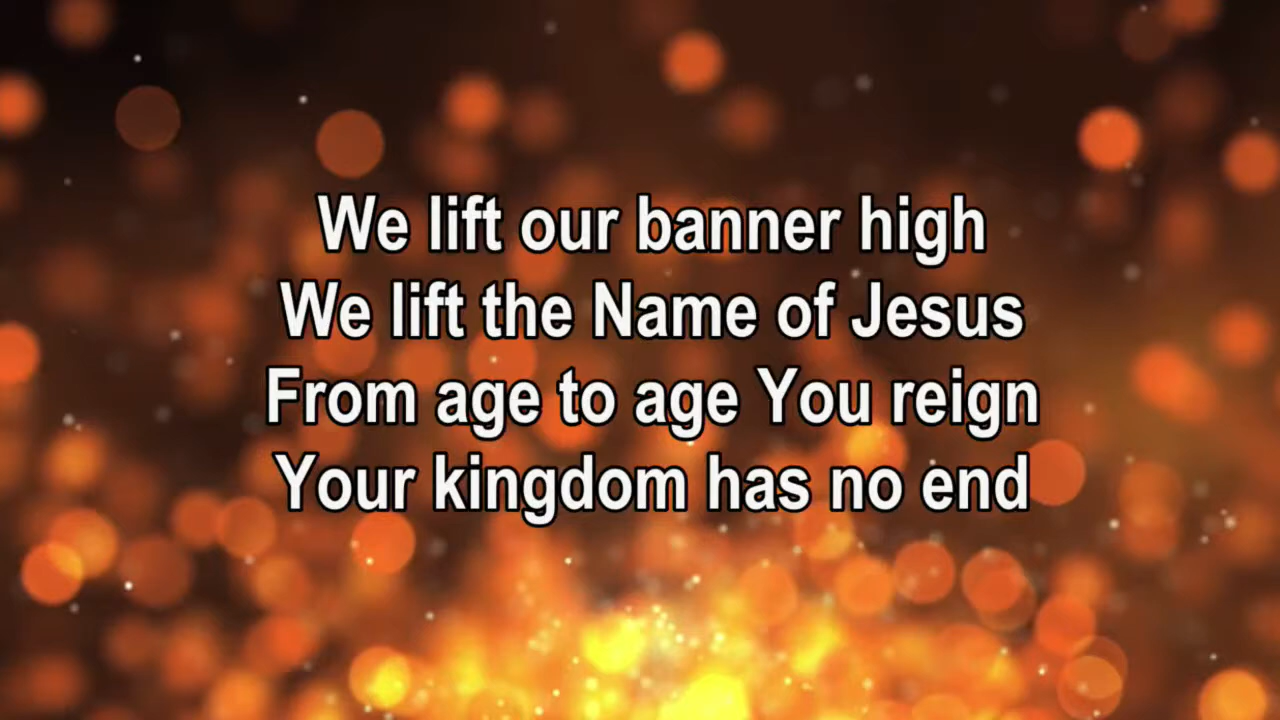 We lift our banner high
We lift the Name of Jesus
From age to age You reign
Your kingdom has no end